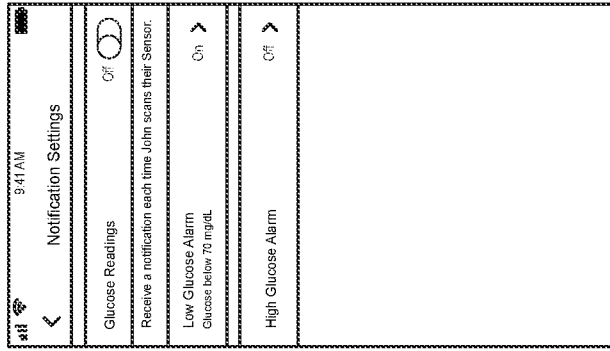 9:41 AM
Notification Settings
Glucose Readings Off
Receive a notification each time John scans their Sensor.
Low Glucose Alarm On
Glucose below 70 mg/dL
High Glucose Alarm Off